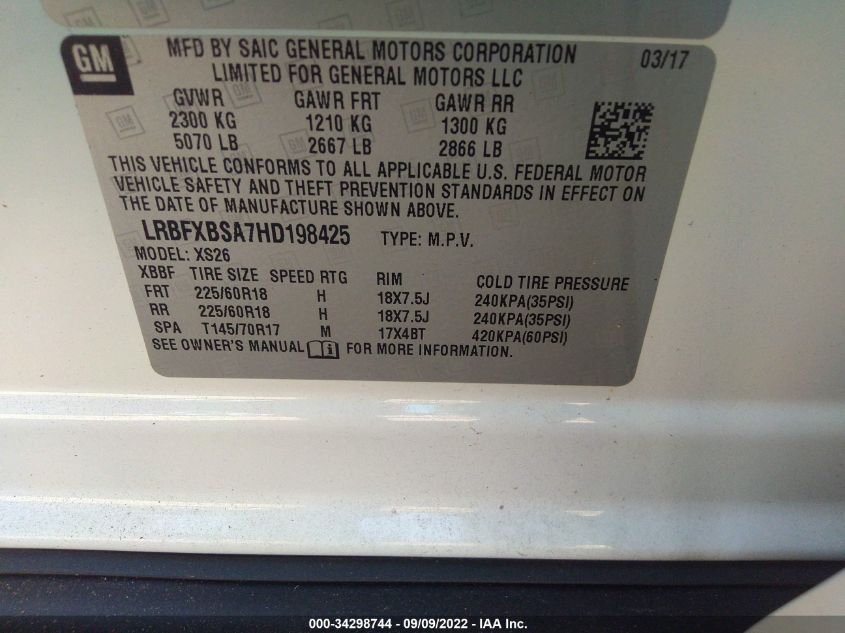 GM
MFD BY SAIC GENERAL MOTORS CORPORATION 03/17
LIMITED FOR GENERAL MOTORS LLC
GVWR GAWR FRT GAWR RR
2300 KG 1210 KG 1300 KG
5070 LB 2667 LB 2866 LB
THIS VEHICLE CONFORMS TO ALL APPLICABLE U.S. FEDERAL MOTOR
VEHICLE SAFETY AND THEFT PREVENTION STANDARDS IN EFFECT ON
THE DATE OF MANUFACTURE SHOWN ABOVE.
LRBFXBSA7HD198425 TYPE: M.P.V.
MODEL: XS26
XBBF TIRE SIZE SPEED RTG RIM COLD TIRE PRESSURE
FRT 225/60R18 H 18X7.5J 240KPA(35PSI)
RR 225/60R18 H 18X7.5J 240KPA(35PSI)
SPA T145/70R17 M 17X4BT 420KPA(60PSI)
SEE OWNER'S MANUAL FOR MORE INFORMATION.
000-34298744 - 09/09/2022 - IAA Inc.